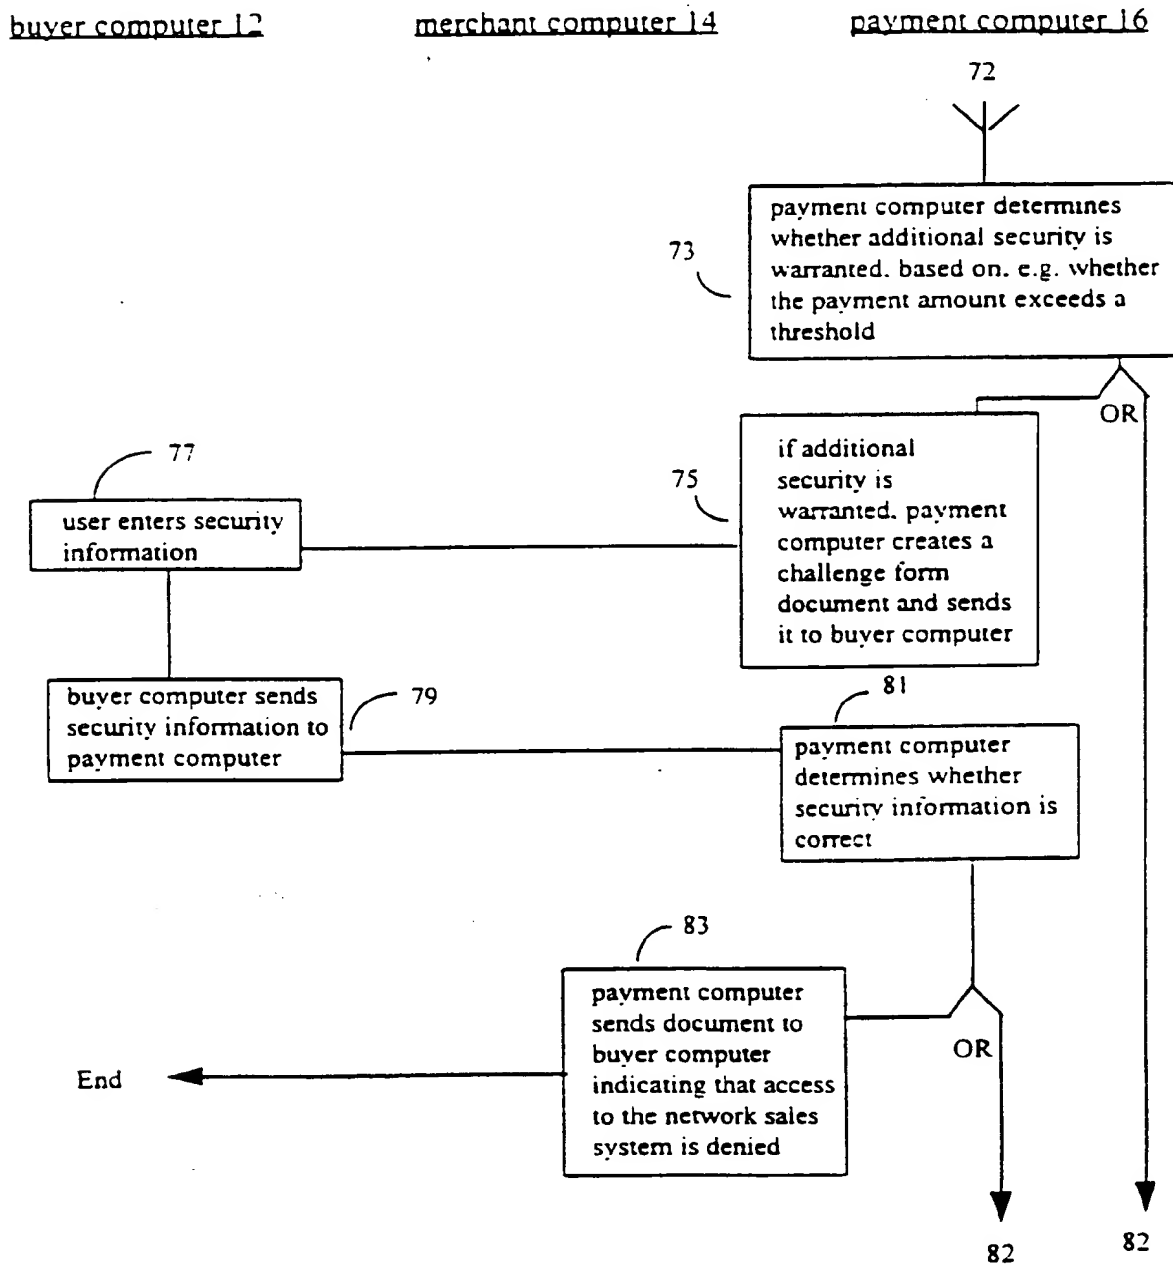 buyer computer 12
merchant computer 14
payment computer 16
72
payment computer determines
whether additional security is
warranted. based on. e.g. whether
the payment amount exceeds a
threshold
73
OR
if additional
security is
warranted. payment
computer creates a
challenge form
document and sends
it to buyer computer
75
77
user enters security
information
buyer computer sends
security information to
payment computer
79
81
payment computer
determines whether
security information is
correct
83
payment computer
sends document to
buyer computer
indicating that access
to the network sales
system is denied
OR
End
82
82